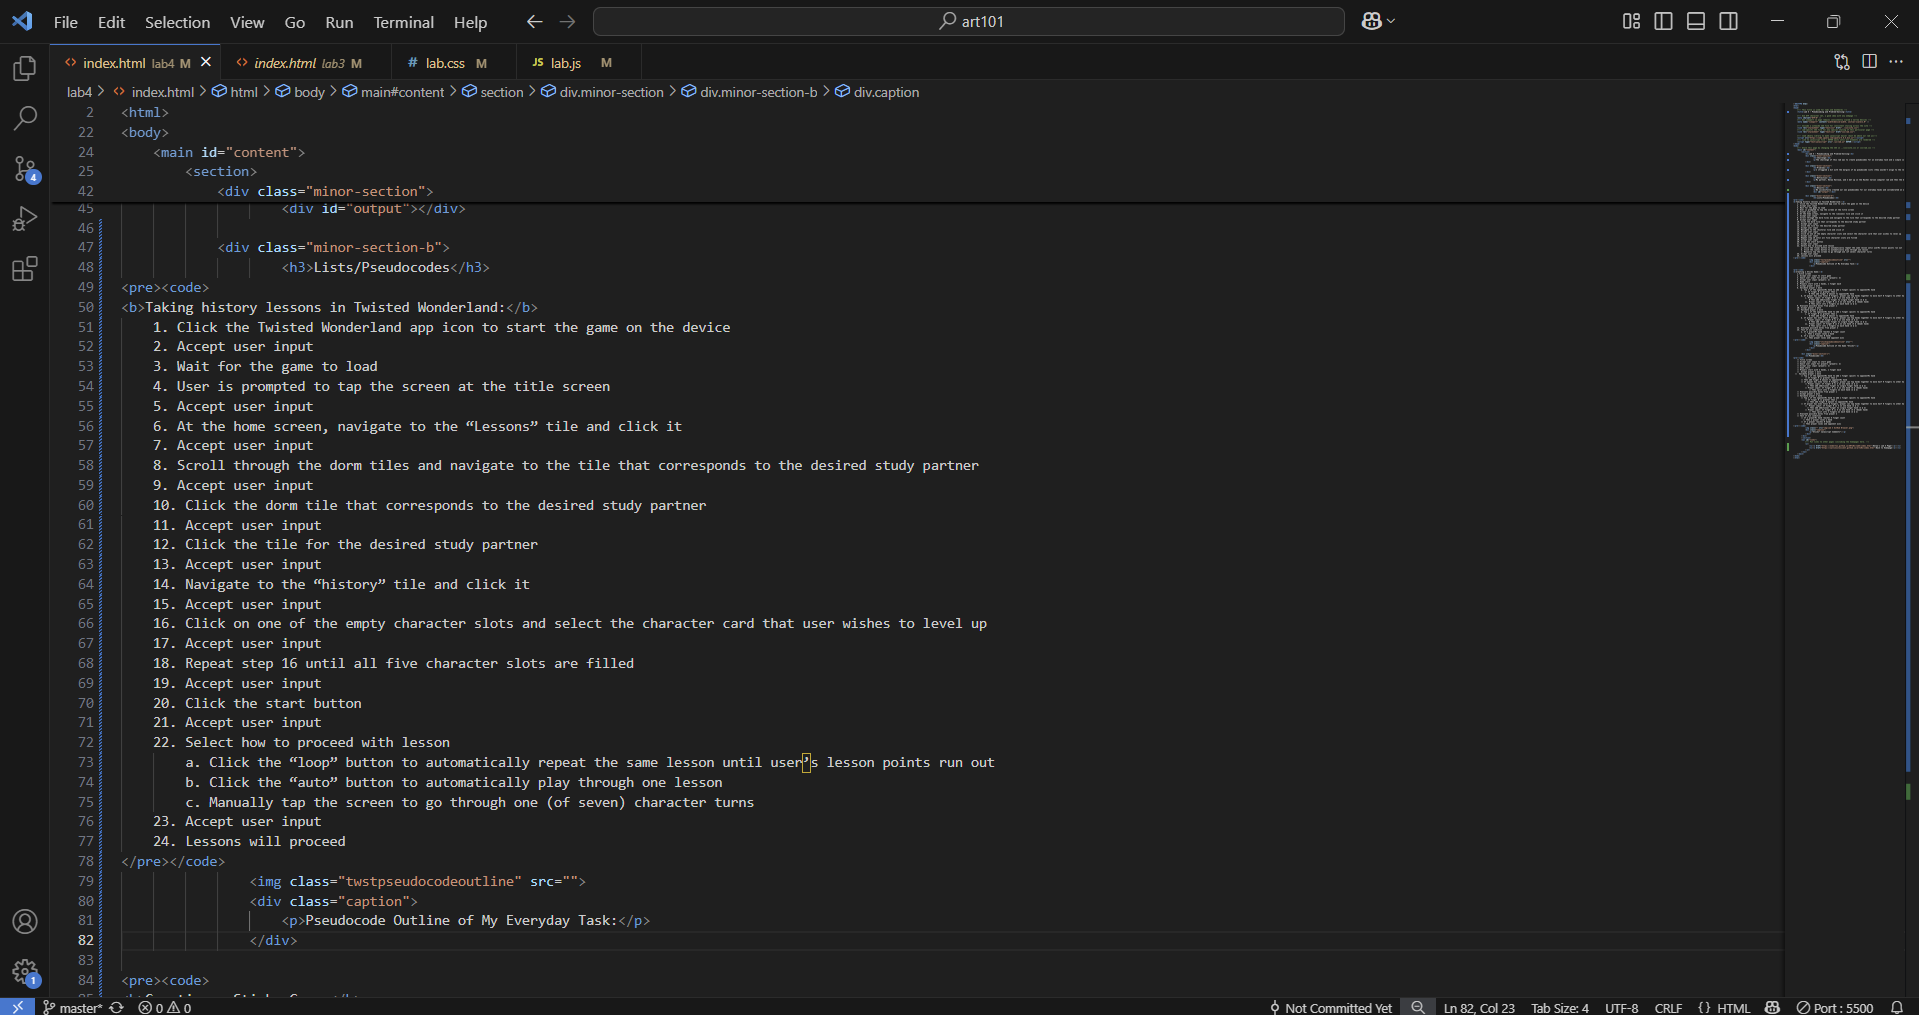 File Edit Selection View Go Run Terminal Help
art101
index.html lab4 M
index.html lab3 M
# lab.css M
JS lab.js M
lab4 > index.html > html > body > main#content > section > div.minor-section > div.minor-section-b > div.caption
2 <html>
22 <body>
24 <main id="content">
25 <section>
42 <div class="minor-section">
45 <div id="output"></div>
46
47 <div class="minor-section-b">
48 <h3>Lists/Pseudocodes</h3>
49 <pre><code>
50 <b>Taking history lessons in Twisted Wonderland:</b>
51 1. Click the Twisted Wonderland app icon to start the game on the device
52 2. Accept user input
53 3. Wait for the game to load
54 4. User is prompted to tap the screen at the title screen
55 5. Accept user input
56 6. At the home screen, navigate to the “Lessons” tile and click it
57 7. Accept user input
58 8. Scroll through the dorm tiles and navigate to the tile that corresponds to the desired study partner
59 9. Accept user input
60 10. Click the dorm tile that corresponds to the desired study partner
61 11. Accept user input
62 12. Click the tile for the desired study partner
63 13. Accept user input
64 14. Navigate to the “history” tile and click it
65 15. Accept user input
66 16. Click on one of the empty character slots and select the character card that user wishes to level up
67 17. Accept user input
68 18. Repeat step 16 until all five character slots are filled
69 19. Accept user input
70 20. Click the start button
71 21. Accept user input
72 22. Select how to proceed with lesson
73 a. Click the “loop” button to automatically repeat the same lesson until user’s lesson points run out
74 b. Click the “auto” button to automatically play through one lesson
75 c. Manually tap the screen to go through one (of seven) character turns
76 23. Accept user input
77 24. Lessons will proceed
78 </pre></code>
79 <img class="twstpseudocodeoutline" src="">
80 <div class="caption">
81 <p>Pseudocode Outline of My Everyday Task:</p>
82 </div>
83
84 <pre><code>
4
1
master* 0 0 Not Committed Yet Ln 82, Col 23 Tab Size: 4 UTF-8 CRLF {} HTML Port : 5500